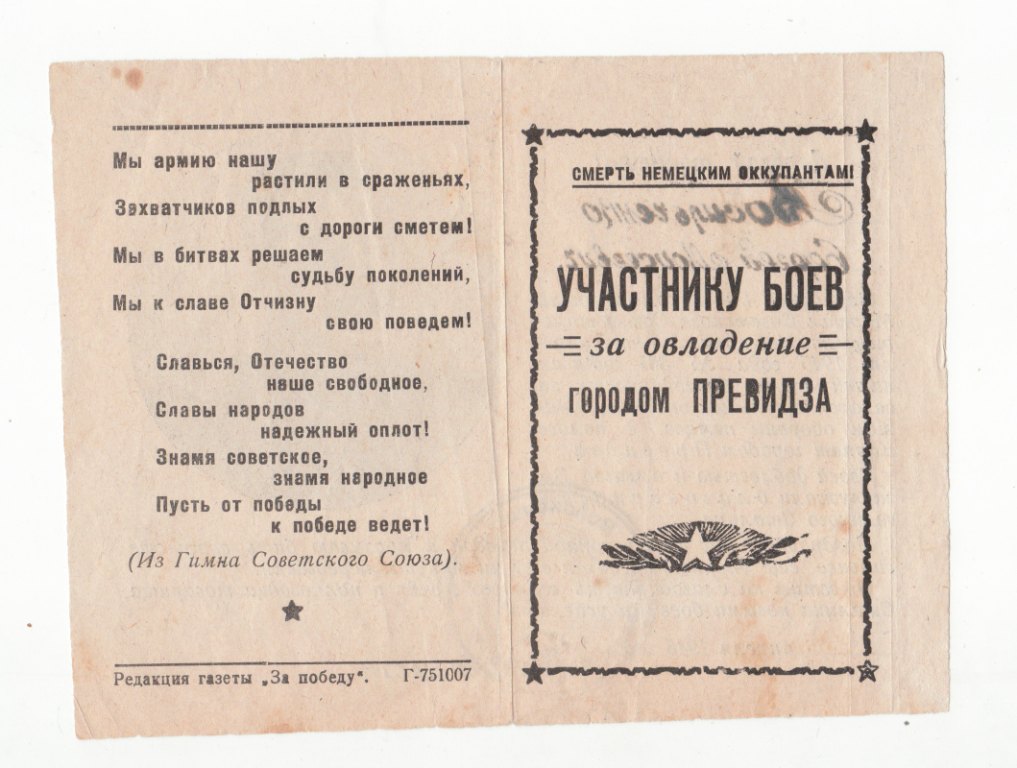 Мы армию нашу
растили в сраженьях,
Захватчиков подлых
с дороги сметем!
Мы в битвах решаем
судьбу поколений,
Мы к славе Отчизну
свою поведем!
Славься, Отечество
наше свободное,
Славы народов
надежный оплот!
Знамя советское,
знамя народное
Пусть от победы
к победе ведет!
(Из Гимна Советского Союза).
Редакция газеты „За победу“. Г-751007
СМЕРТЬ НЕМЕЦКИМ ОККУПАНТАМ!
УЧАСТНИКУ БОЕВ
за овладение
городом ПРЕВИДЗА